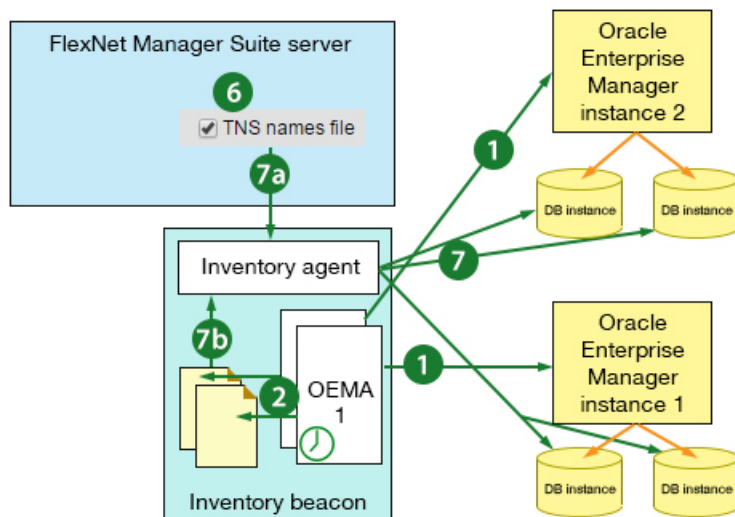 FlexNet Manager Suite server
6
TNS names file
7a
Inventory agent
7b
2
OEMA
1
Inventory beacon
1
Oracle
Enterprise
Manager
instance 2
DB instance
DB instance
7
1
Oracle
Enterprise
Manager
instance 1
DB instance
DB instance